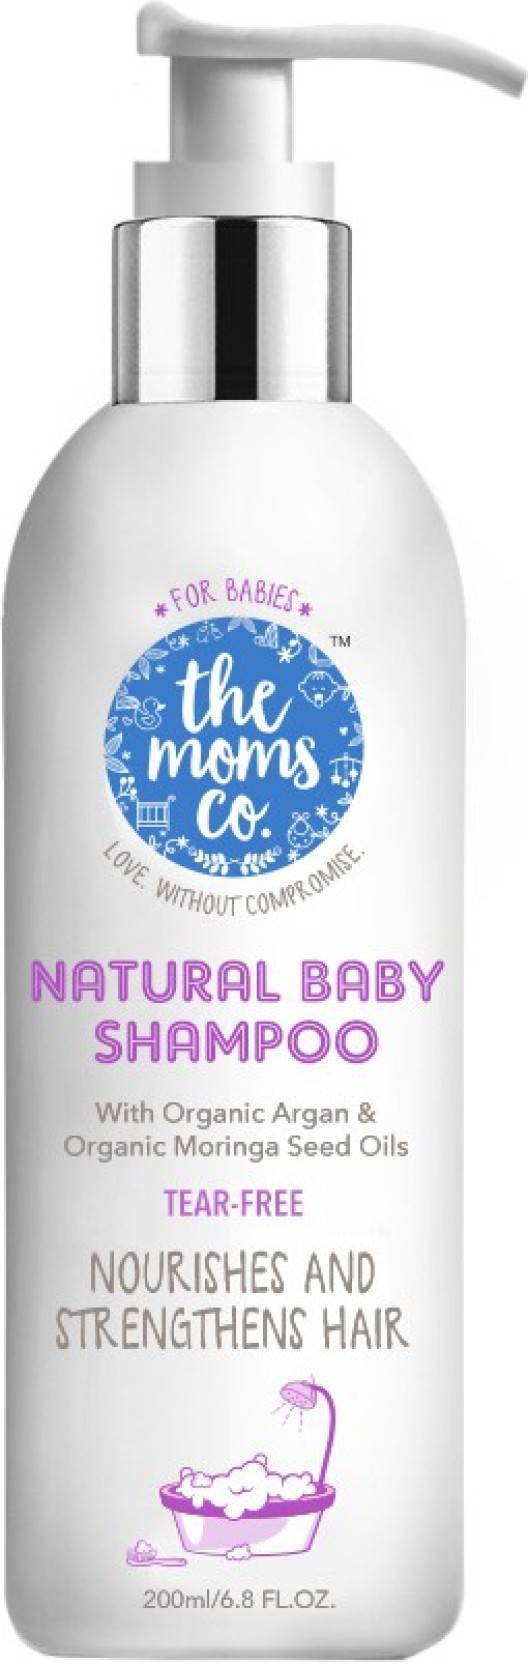 *FOR BABIES*
TM
the
moms
co.
LOVE. WITHOUT COMPROMISE.
NATURAL BABY
SHAMPOO
With Organic Argan &
Organic Moringa Seed Oils
TEAR-FREE
NOURISHES AND
STRENGTHENS HAIR
200ml/6.8 FL.OZ.